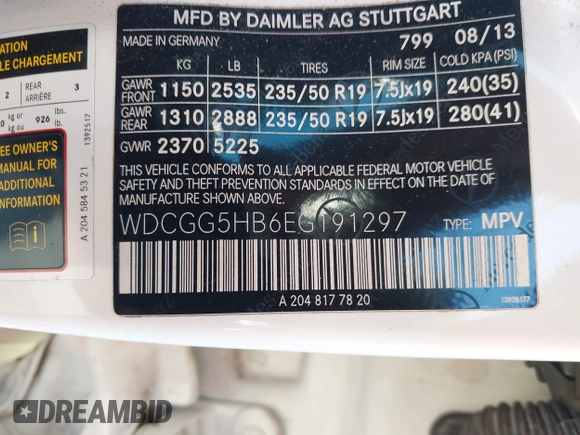 ATION
LE CHARGEMENT
2 REAR ARRIÈRE 3
kg ou 926 lbs.
EE OWNER'S
MANUAL FOR
ADDITIONAL
FORMATION
A 204 584 53 21
1392517
MFD BY DAIMLER AG STUTTGART
MADE IN GERMANY 799 08/13
KG LB TIRES RIM SIZE COLD KPA (PSI)
GAWR FRONT 1150 2535 235/50 R19 7.5Jx19 240(35)
GAWR REAR 1310 2888 235/50 R19 7.5Jx19 280(41)
GVWR 2370 5225
THIS VEHICLE CONFORMS TO ALL APPLICABLE FEDERAL MOTOR VEHICLE
SAFETY AND THEFT PREVENTION STANDARDS IN EFFECT ON THE DATE OF
MANUFACTURE SHOWN ABOVE.
WDCGG5HB6EG191297 TYPE: MPV
A 204 817 78 20 13925177
DREAMBID